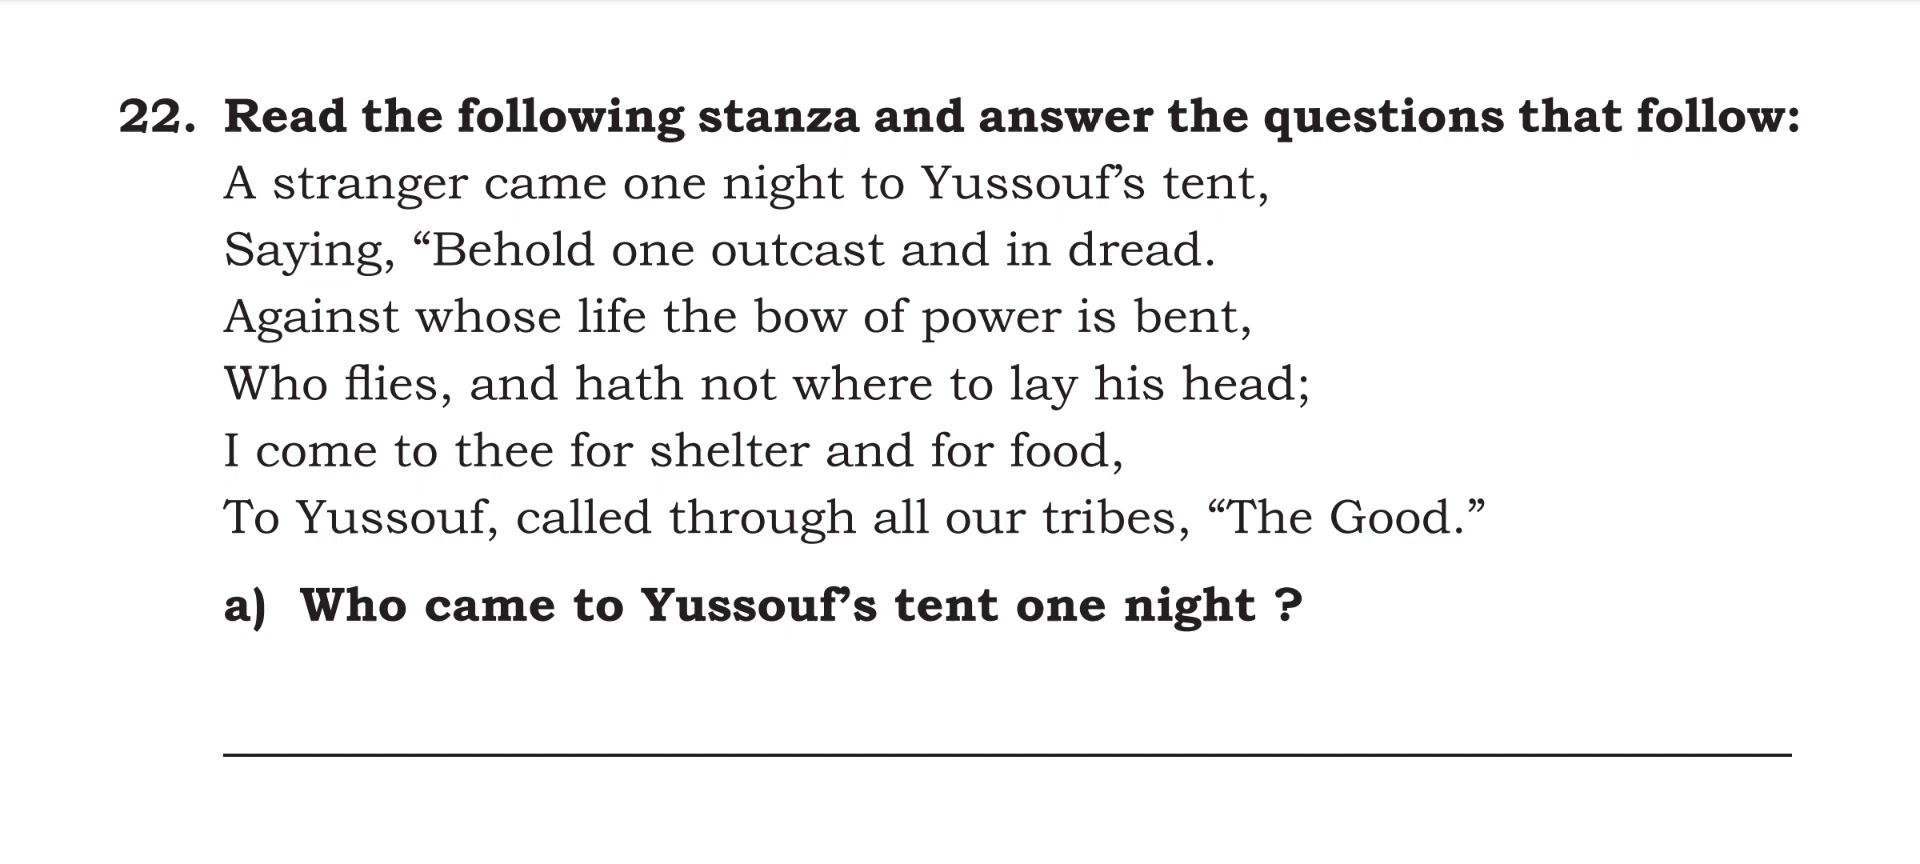 22. Read the following stanza and answer the questions that follow:
A stranger came one night to Yussouf’s tent,
Saying, “Behold one outcast and in dread.
Against whose life the bow of power is bent,
Who flies, and hath not where to lay his head;
I come to thee for shelter and for food,
To Yussouf, called through all our tribes, “The Good.”
a) Who came to Yussouf’s tent one night ?